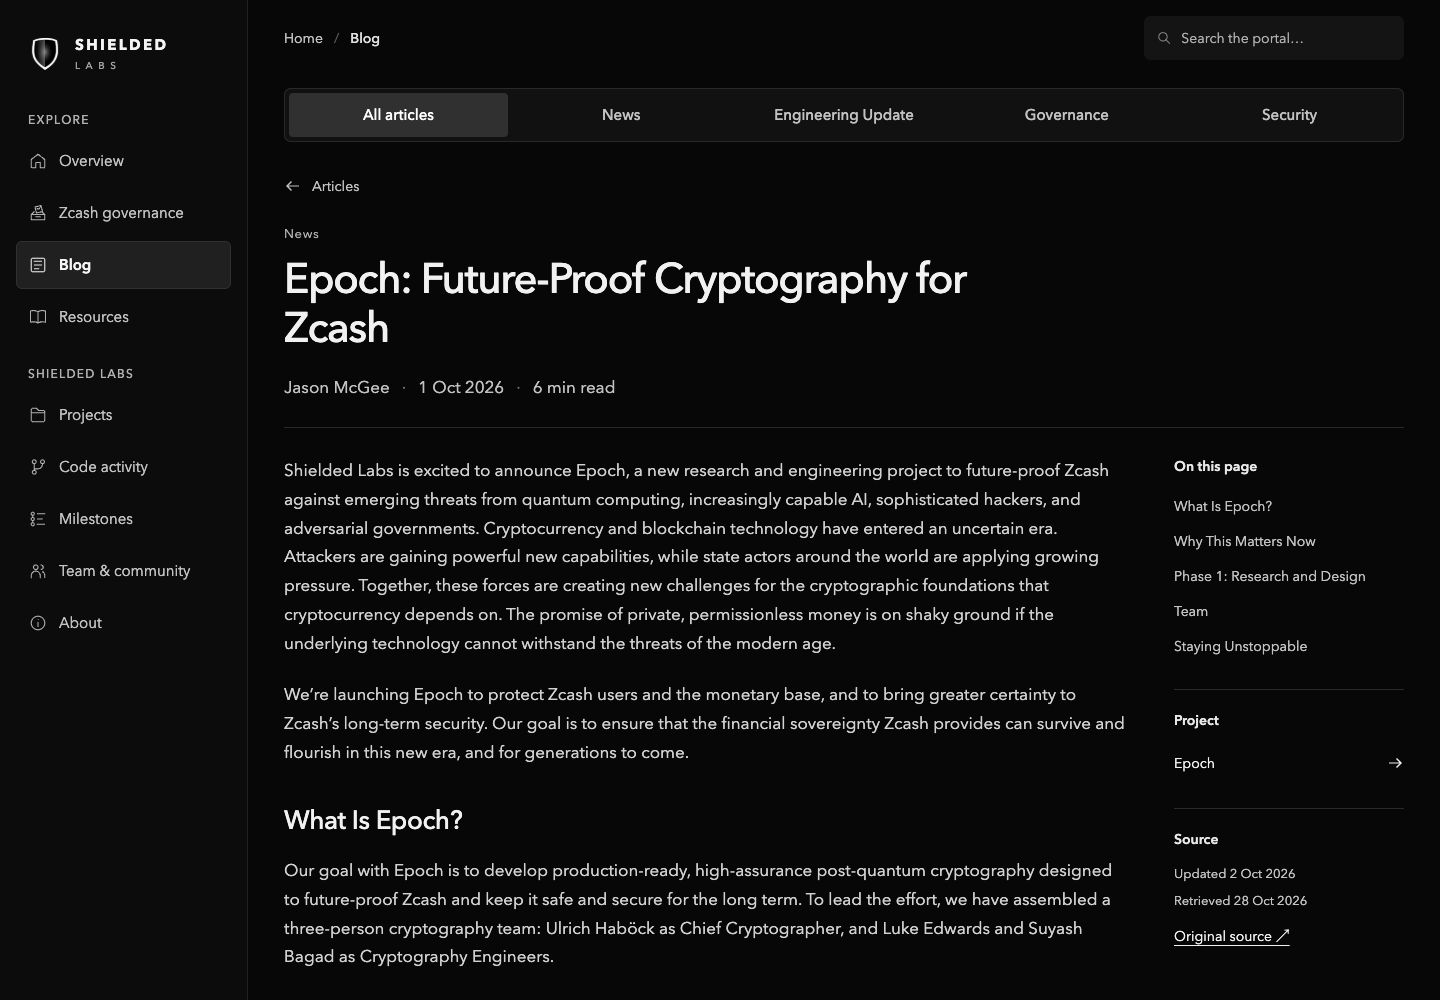 SHIELDED
LABS
EXPLORE
Overview
Zcash governance
Blog
Resources
SHIELDED LABS
Projects
Code activity
Milestones
Team & community
About
Home / Blog
Search the portal…
All articles
News
Engineering Update
Governance
Security
← Articles
News
Epoch: Future-Proof Cryptography for
Zcash
Jason McGee · 1 Oct 2026 · 6 min read
Shielded Labs is excited to announce Epoch, a new research and engineering project to future-proof Zcash
against emerging threats from quantum computing, increasingly capable AI, sophisticated hackers, and
adversarial governments. Cryptocurrency and blockchain technology have entered an uncertain era.
Attackers are gaining powerful new capabilities, while state actors around the world are applying growing
pressure. Together, these forces are creating new challenges for the cryptographic foundations that
cryptocurrency depends on. The promise of private, permissionless money is on shaky ground if the
underlying technology cannot withstand the threats of the modern age.
We’re launching Epoch to protect Zcash users and the monetary base, and to bring greater certainty to
Zcash’s long-term security. Our goal is to ensure that the financial sovereignty Zcash provides can survive and
flourish in this new era, and for generations to come.
What Is Epoch?
Our goal with Epoch is to develop production-ready, high-assurance post-quantum cryptography designed
to future-proof Zcash and keep it safe and secure for the long term. To lead the effort, we have assembled a
three-person cryptography team: Ulrich Haböck as Chief Cryptographer, and Luke Edwards and Suyash
Bagad as Cryptography Engineers.
On this page
What Is Epoch?
Why This Matters Now
Phase 1: Research and Design
Team
Staying Unstoppable
Project
Epoch →
Source
Updated 2 Oct 2026
Retrieved 28 Oct 2026
Original source ↗